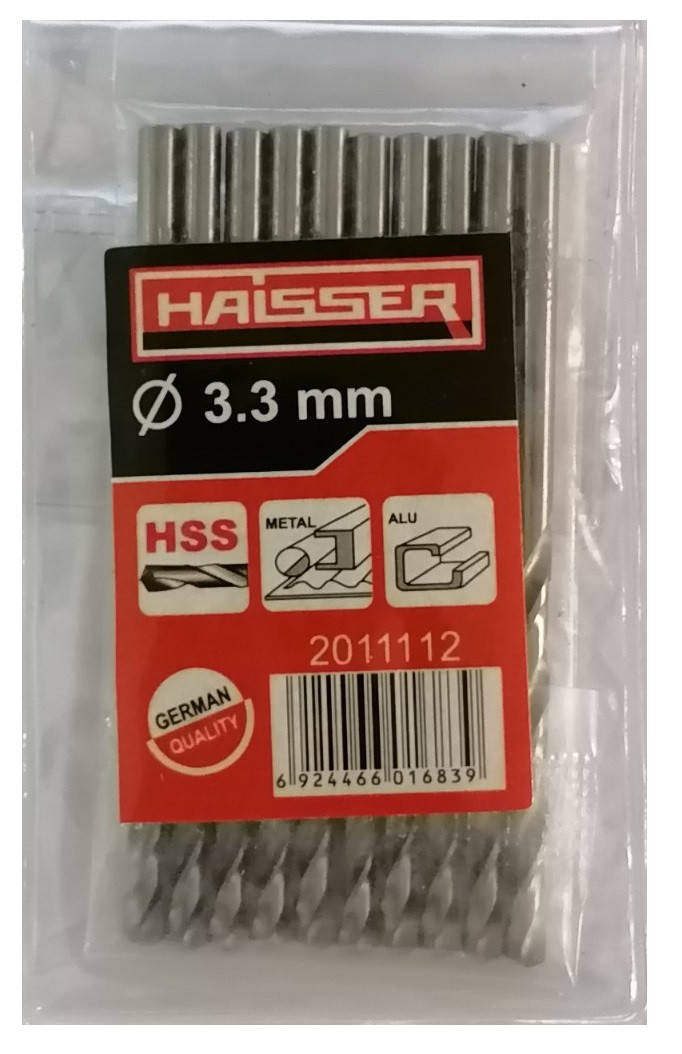 HAISSER
Ø 3.3 mm
HSS
METAL
ALU
2011112
GERMAN
QUALITY
6 924466 016839